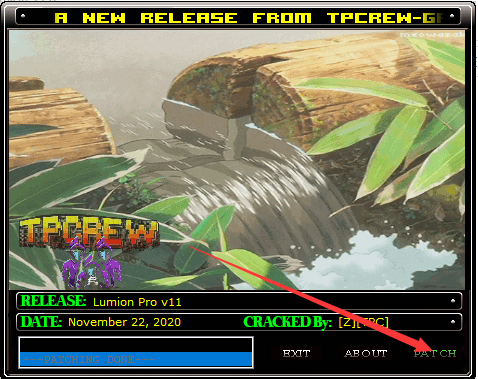 A NEW RELEASE FROM TPCREW-GR
TPCREW
RELEASE: Lumion Pro v11
DATE: November 22, 2020 CRACKED By: [Z][TPC]
---PATCHING DONE---
EXIT ABOUT PATCH